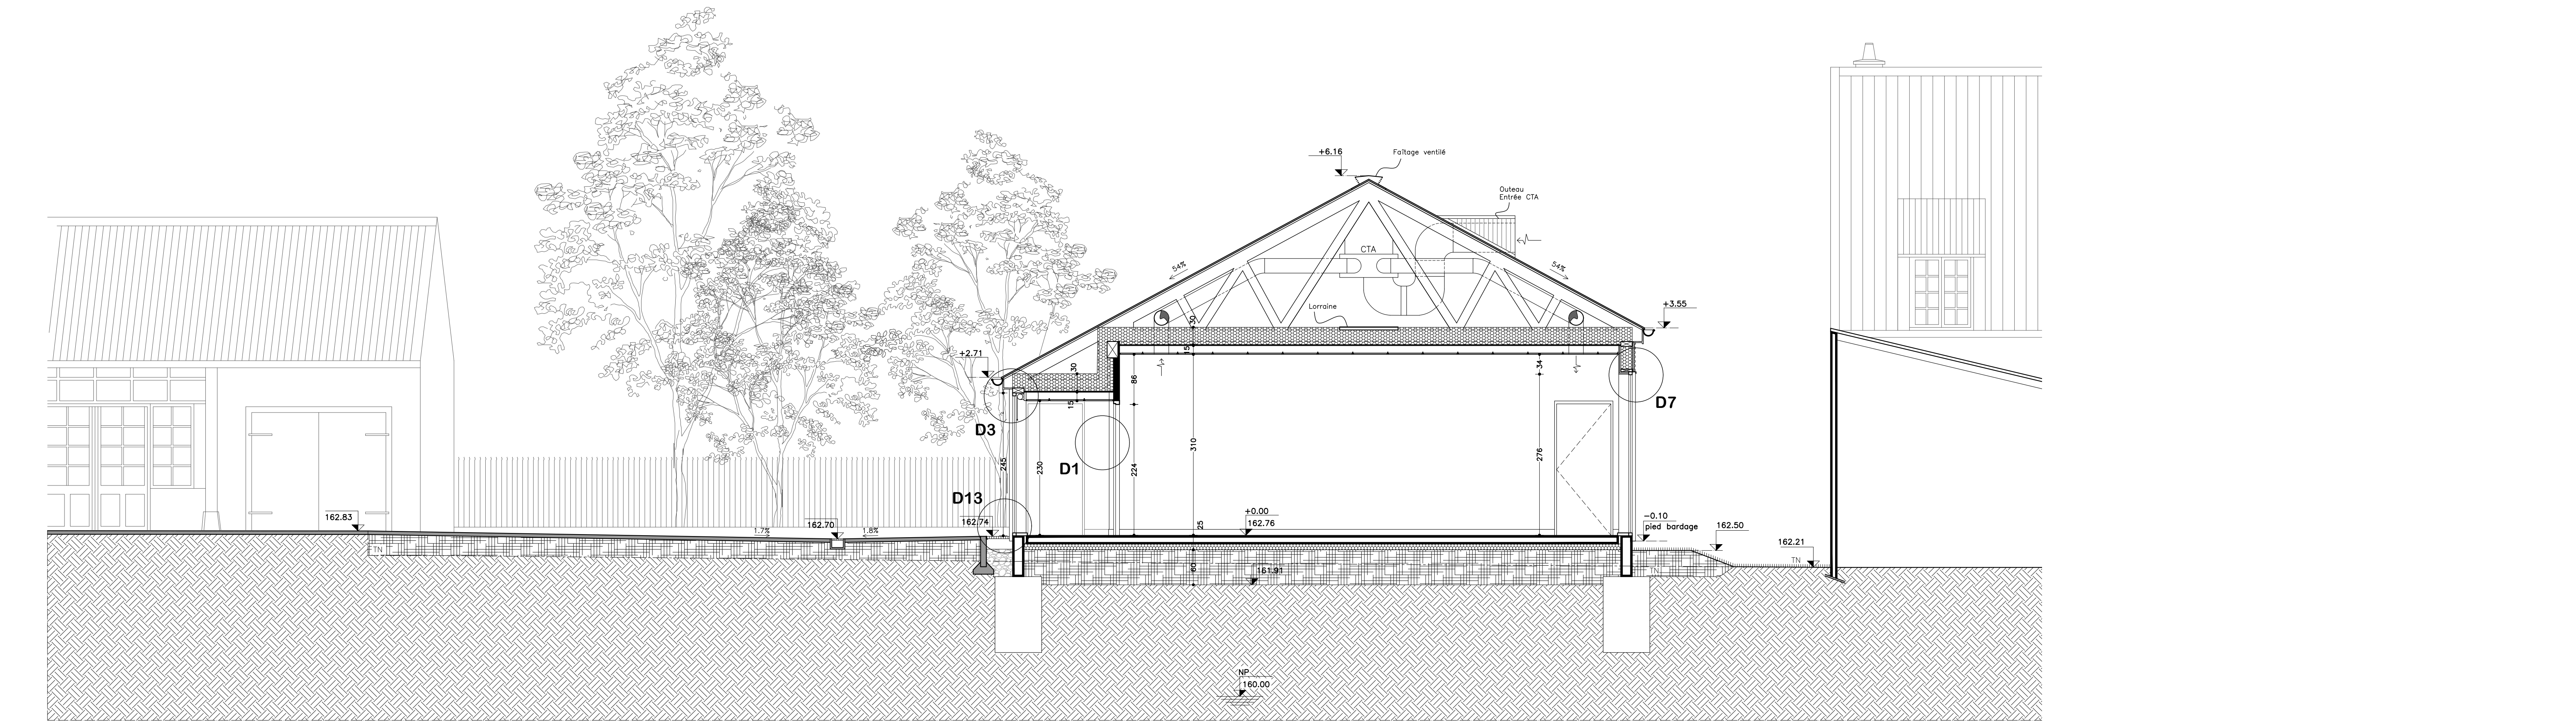 +6.16
Faîtage ventilé
Outeau
Entrée CTA
CTA
54%
54%
Lorraine
30
+3.55
+2.71
15
34
30
86
15
D7
D3
D1
245
230
224
310
276
D13
162.83
162.70
1.7%
1.8%
162.74
25
+0.00
162.76
-0.10
pied bardage
162.50
162.21
TN
TN
TN
60
161.91
NP
160.00